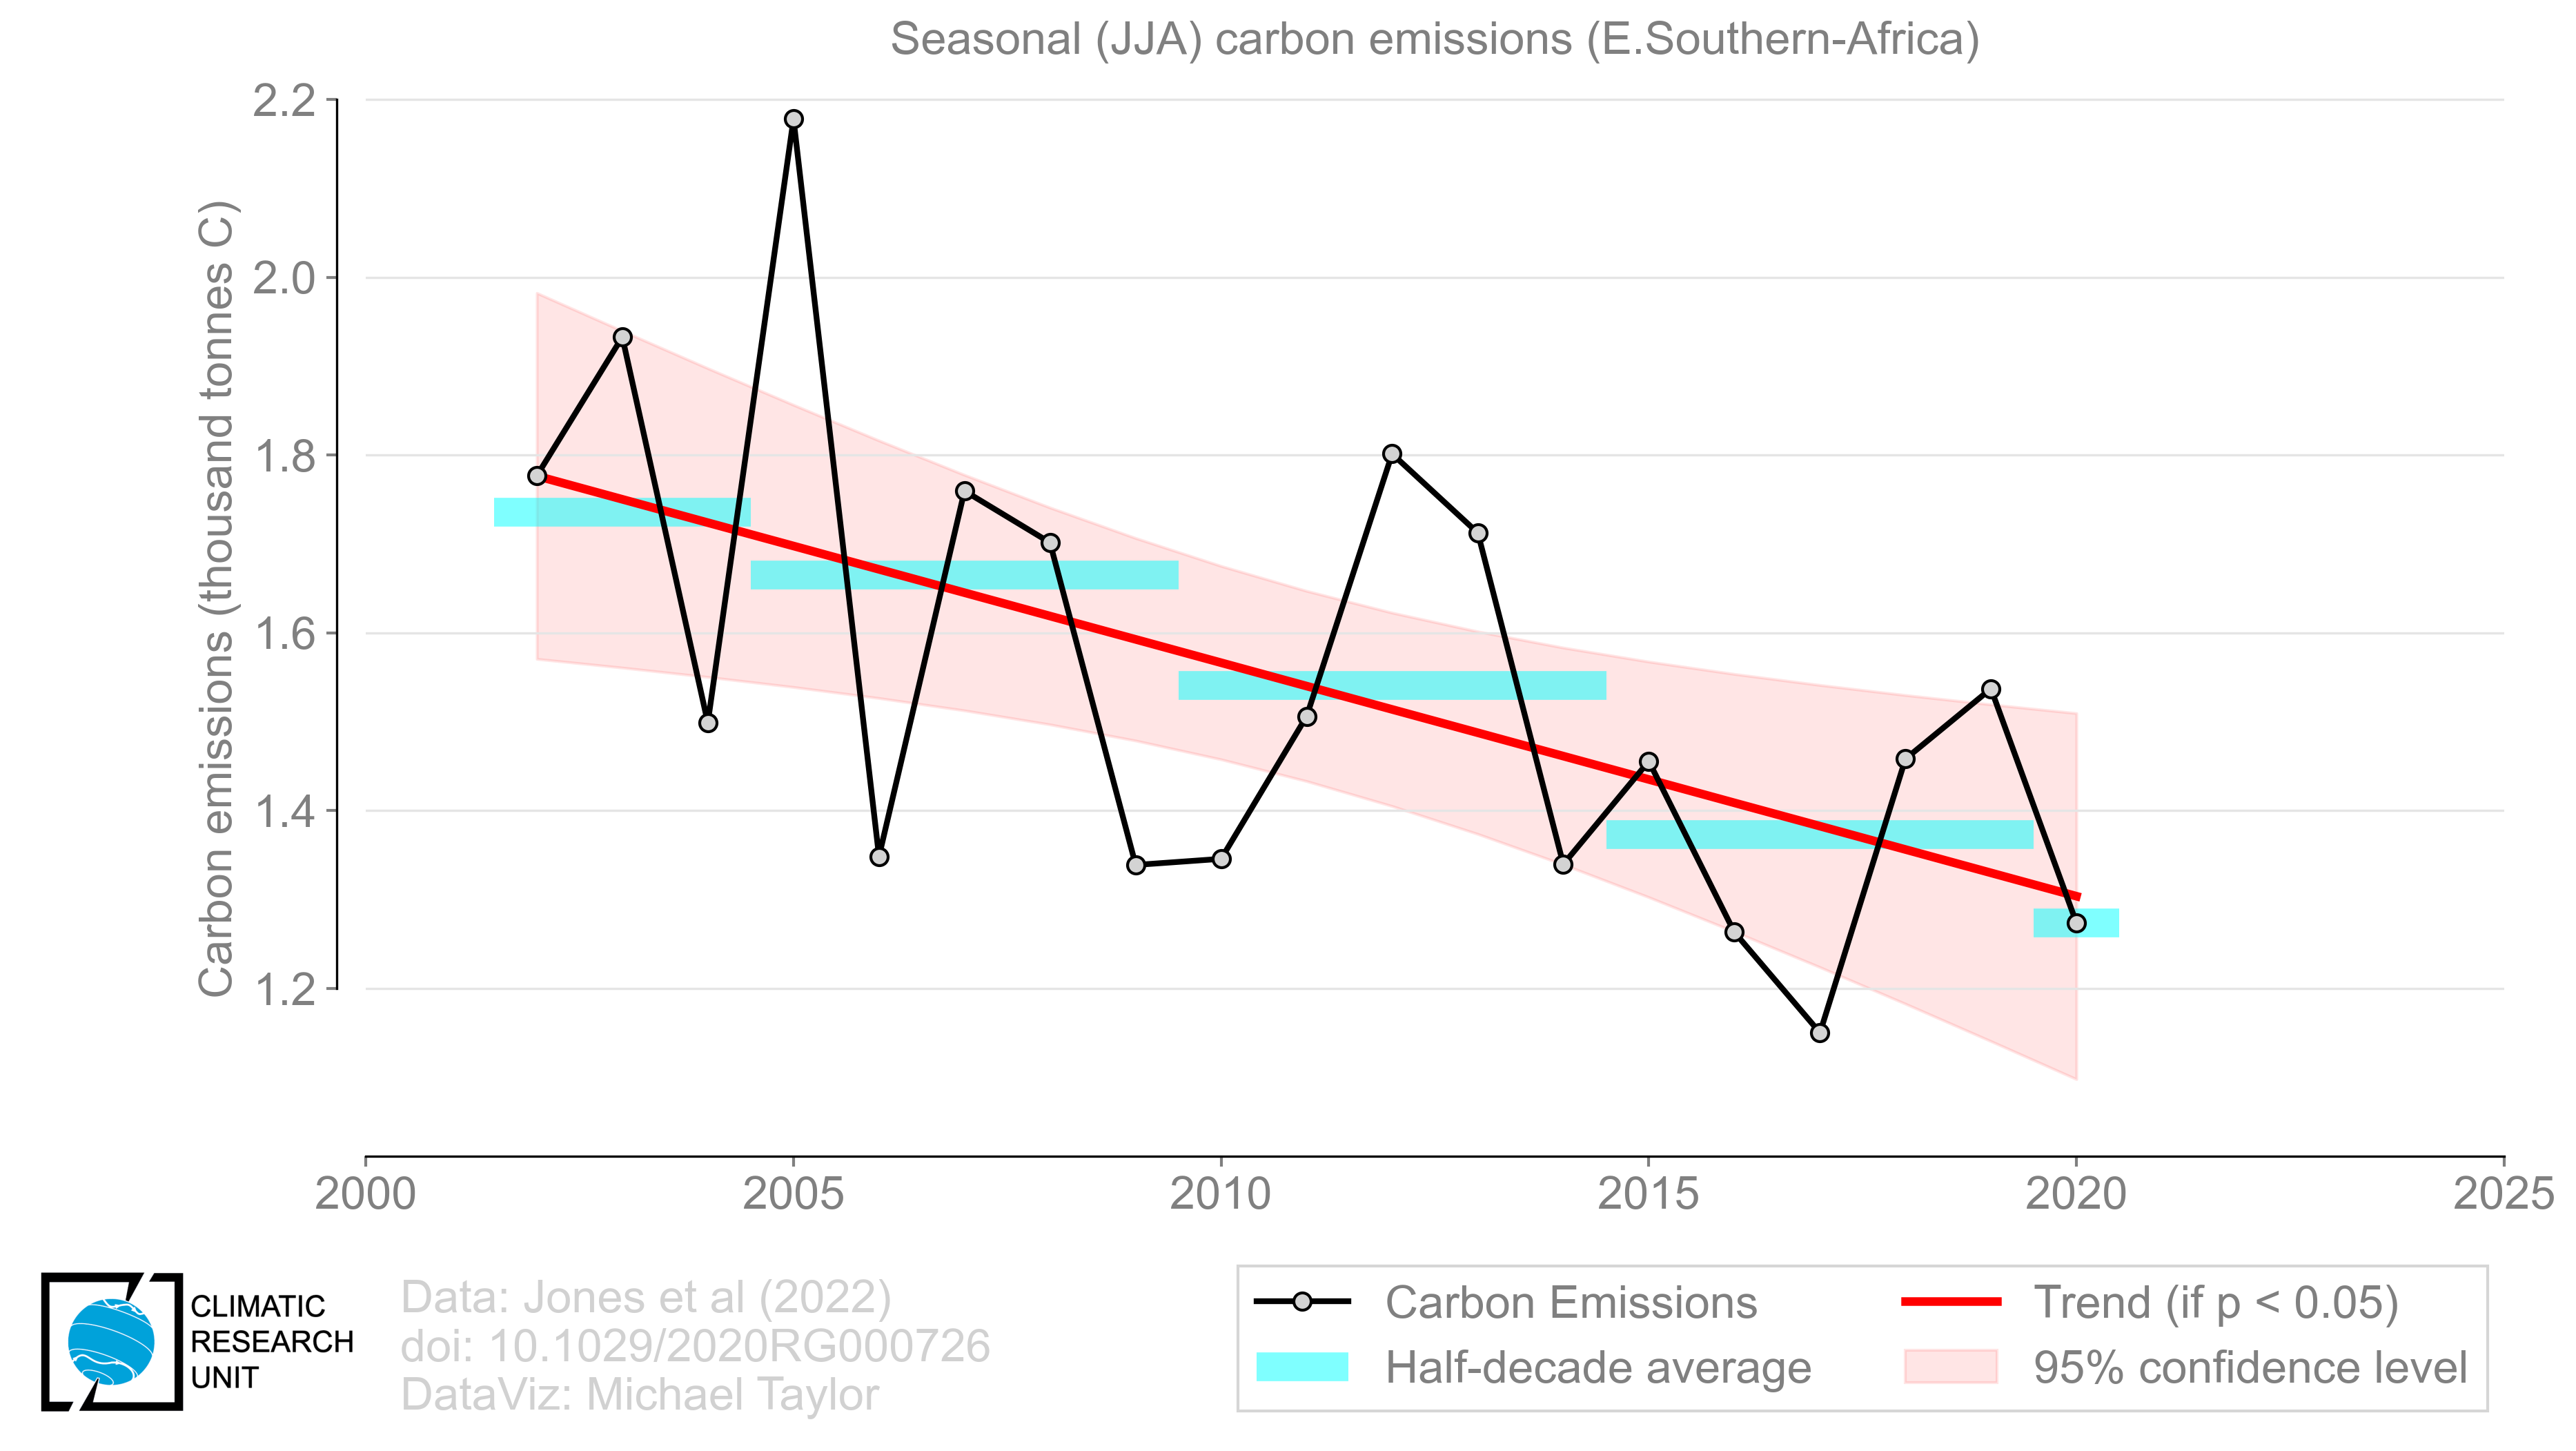 Seasonal (JJA) carbon emissions (E.Southern-Africa)
Carbon emissions (thousand tonnes C)
2.2
2.0
1.8
1.6
1.4
1.2
2000 2005 2010 2015 2020 2025
CLIMATIC
RESEARCH
UNIT
Data: Jones et al (2022)
doi: 10.1029/2020RG000726
DataViz: Michael Taylor
Carbon Emissions
Half-decade average
Trend (if p < 0.05)
95% confidence level